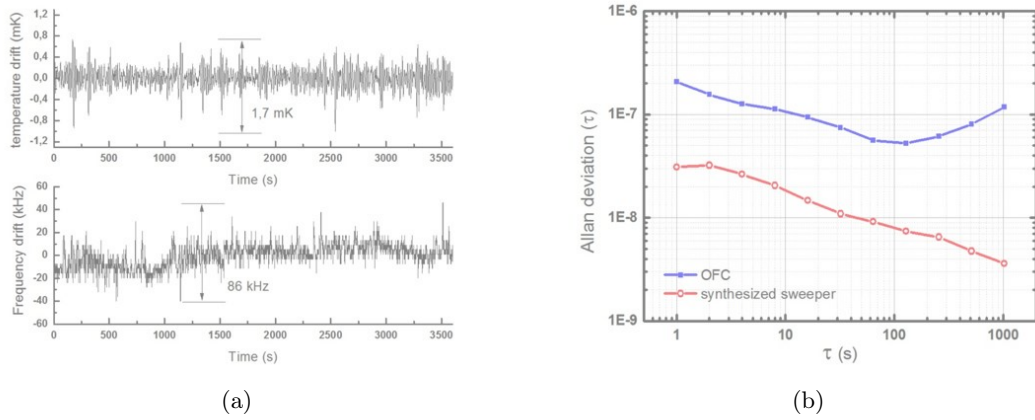 temperature drift (mK)
1,2
0,8
0,4
0,0
-0,4
-0,8
-1,2
1,7 mK
0 500 1000 1500 2000 2500 3000 3500
Time (s)
Frequency drift (kHz)
60
40
20
0
-20
-40
-60
86 kHz
0 500 1000 1500 2000 2500 3000 3500
Time (s)
(a)
Allan deviation (τ)
1E-6
1E-7
1E-8
1E-9
OFC
synthesized sweeper
1 10 100 1000
τ (s)
(b)